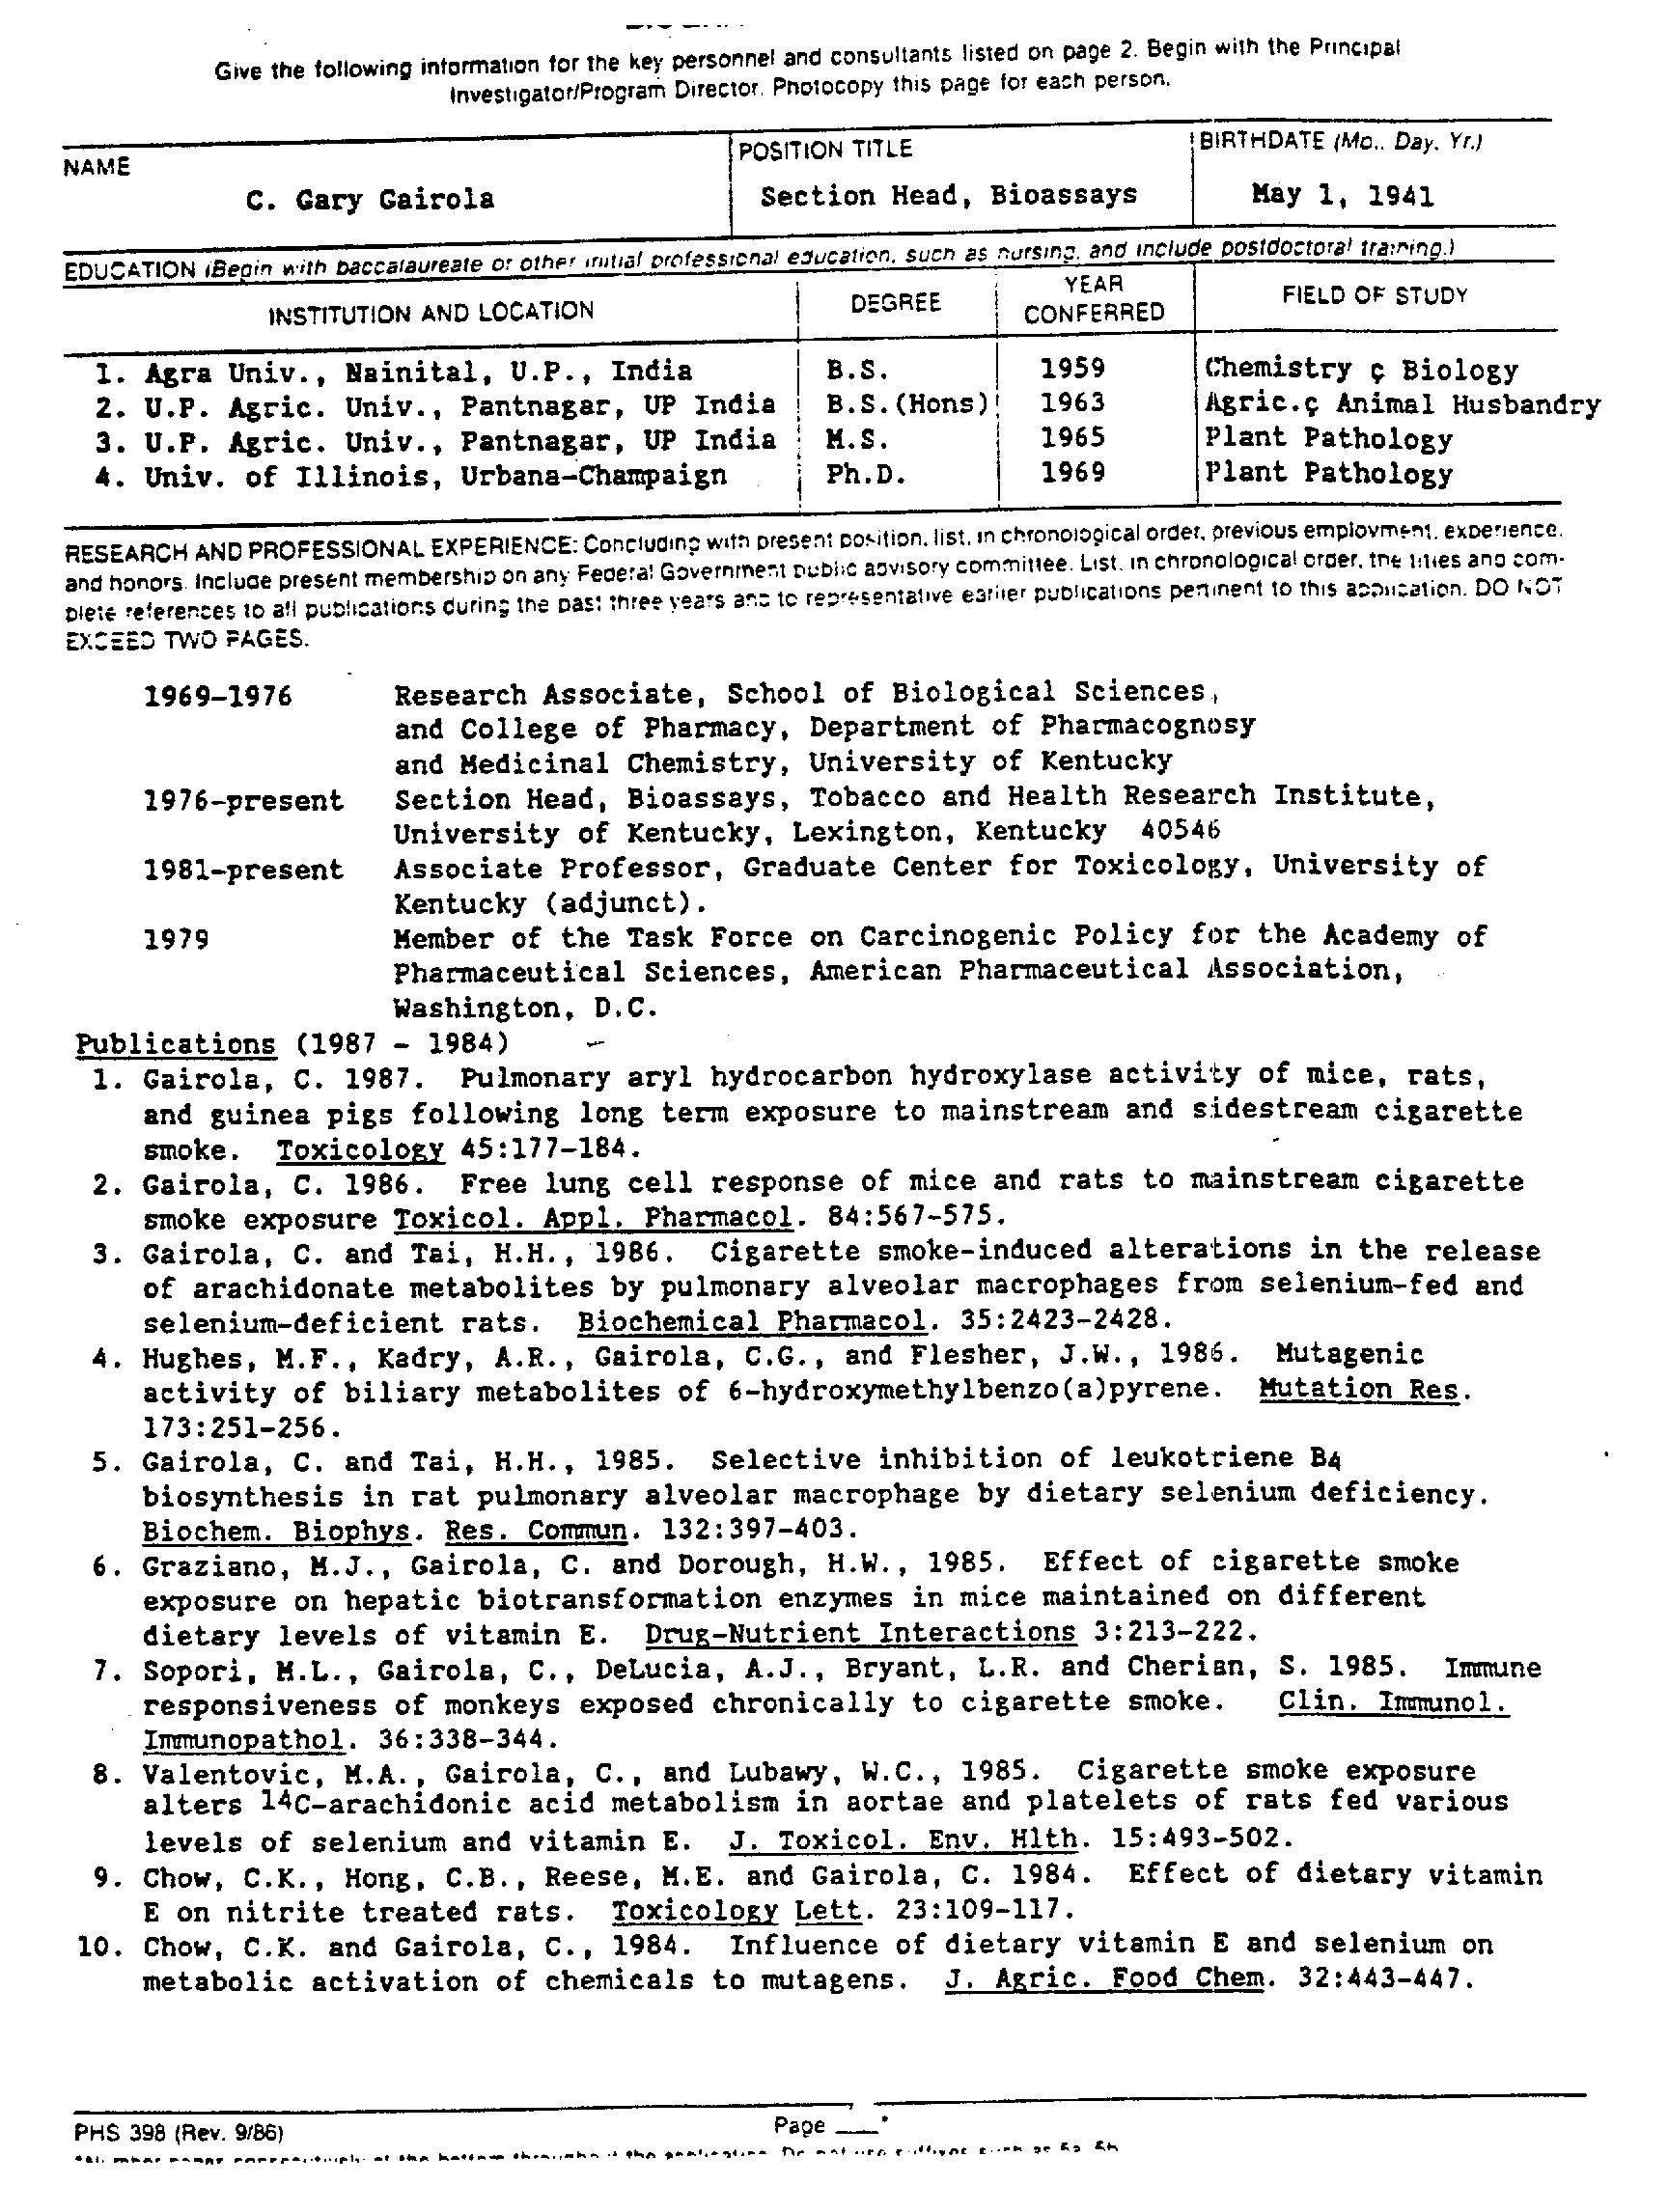 Give the following information for the key personnel and consultants listed on page 2. Begin with the Principal
Investigator/Program Director. Photocopy this page for each person.
NAME
POSITION TITLE
BIRTHDATE (Mo., Day, Yr.)
C. Gary Gairola
Section Head, Bioassays
May 1, 1941
EDUCATION (Begin with baccalaureate or other initial professional education, such as nursing, and include postdoctoral training.)
INSTITUTION AND LOCATION
DEGREE
YEAR
CONFERRED
FIELD OF STUDY
1. Agra Univ., Nainital, U.P., India B.S. 1959 Chemistry ç Biology
2. U.P. Agric. Univ., Pantnagar, UP India B.S.(Hons) 1963 Agric.ç Animal Husbandry
3. U.P. Agric. Univ., Pantnagar, UP India M.S. 1965 Plant Pathology
4. Univ. of Illinois, Urbana-Champaign Ph.D. 1969 Plant Pathology
RESEARCH AND PROFESSIONAL EXPERIENCE: Concluding with present position, list, in chronological order, previous employment, experience,
and honors. Include present membership on any Federal Government public advisory committee. List, in chronological order, the titles and com-
plete references to all publications during the past three years and to representative earlier publications pertinent to this application. DO NOT
EXCEED TWO PAGES.
1969-1976 Research Associate, School of Biological Sciences,
and College of Pharmacy, Department of Pharmacognosy
and Medicinal Chemistry, University of Kentucky
1976-present Section Head, Bioassays, Tobacco and Health Research Institute,
University of Kentucky, Lexington, Kentucky 40546
1981-present Associate Professor, Graduate Center for Toxicology, University of
Kentucky (adjunct).
1979 Member of the Task Force on Carcinogenic Policy for the Academy of
Pharmaceutical Sciences, American Pharmaceutical Association,
Washington, D.C.
Publications (1987 - 1984)
1. Gairola, C. 1987. Pulmonary aryl hydrocarbon hydroxylase activity of mice, rats,
and guinea pigs following long term exposure to mainstream and sidestream cigarette
smoke. Toxicology 45:177-184.
2. Gairola, C. 1986. Free lung cell response of mice and rats to mainstream cigarette
smoke exposure Toxicol. Appl. Pharmacol. 84:567-575.
3. Gairola, C. and Tai, H.H., 1986. Cigarette smoke-induced alterations in the release
of arachidonate metabolites by pulmonary alveolar macrophages from selenium-fed and
selenium-deficient rats. Biochemical Pharmacol. 35:2423-2428.
4. Hughes, M.F., Kadry, A.R., Gairola, C.G., and Flesher, J.W., 1986. Mutagenic
activity of biliary metabolites of 6-hydroxymethylbenzo(a)pyrene. Mutation Res.
173:251-256.
5. Gairola, C. and Tai, H.H., 1985. Selective inhibition of leukotriene B4
biosynthesis in rat pulmonary alveolar macrophage by dietary selenium deficiency.
Biochem. Biophys. Res. Commun. 132:397-403.
6. Graziano, M.J., Gairola, C. and Dorough, H.W., 1985. Effect of cigarette smoke
exposure on hepatic biotransformation enzymes in mice maintained on different
dietary levels of vitamin E. Drug-Nutrient Interactions 3:213-222.
7. Sopori, M.L., Gairola, C., DeLucia, A.J., Bryant, L.R. and Cherian, S. 1985. Immune
responsiveness of monkeys exposed chronically to cigarette smoke. Clin. Immunol.
Immunopathol. 36:338-344.
8. Valentovic, M.A., Gairola, C., and Lubawy, W.C., 1985. Cigarette smoke exposure
alters 14C-arachidonic acid metabolism in aortae and platelets of rats fed various
levels of selenium and vitamin E. J. Toxicol. Env. Hlth. 15:493-502.
9. Chow, C.K., Hong, C.B., Reese, M.E. and Gairola, C. 1984. Effect of dietary vitamin
E on nitrite treated rats. Toxicology Lett. 23:109-117.
10. Chow, C.K. and Gairola, C., 1984. Influence of dietary vitamin E and selenium on
metabolic activation of chemicals to mutagens. J. Agric. Food Chem. 32:443-447.
PHS 398 (Rev. 9/86)
Page ___*